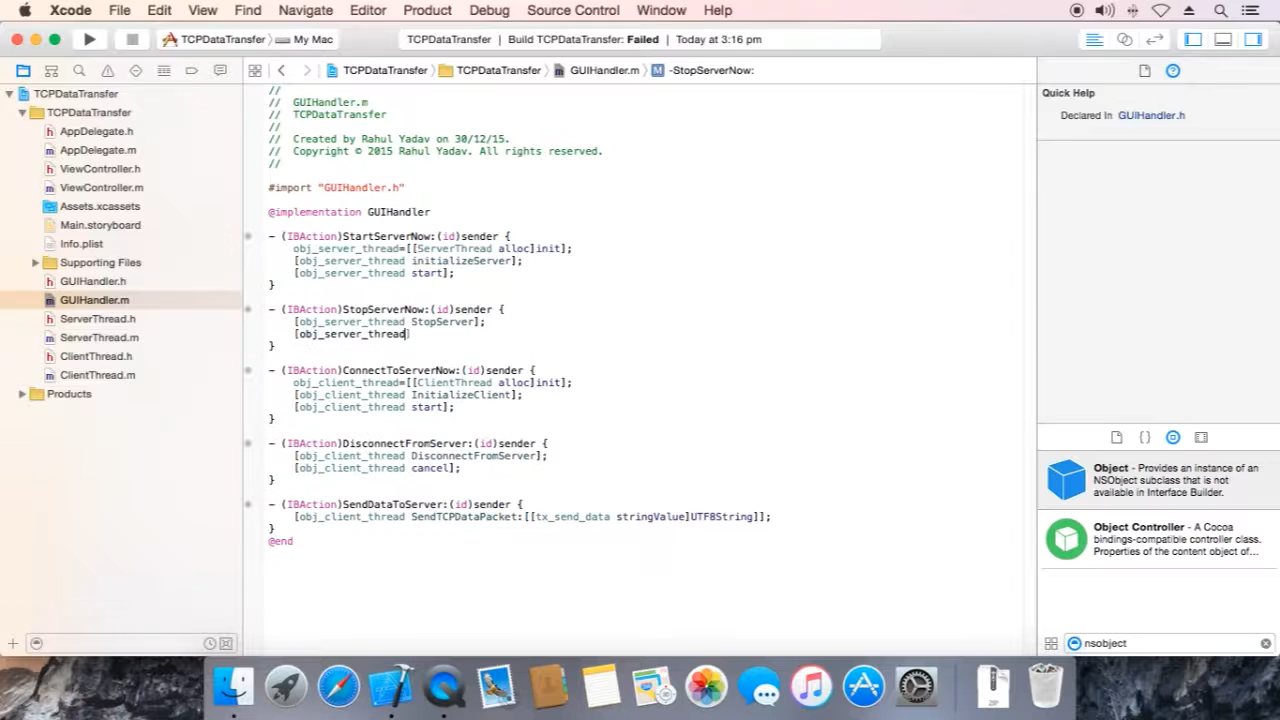 Xcode File Edit View Find Navigate Editor Product Debug Source Control Window Help
TCPDataTransfer My Mac TCPDataTransfer | Build TCPDataTransfer: Failed | Today at 3:16 pm
TCPDataTransfer TCPDataTransfer GUIHandler.m M -StopServerNow:
TCPDataTransfer
TCPDataTransfer
h AppDelegate.h
m AppDelegate.m
h ViewController.h
m ViewController.m
Assets.xcassets
Main.storyboard
Info.plist
Supporting Files
h GUIHandler.h
m GUIHandler.m
h ServerThread.h
m ServerThread.m
h ClientThread.h
m ClientThread.m
Products
//
// GUIHandler.m
// TCPDataTransfer
//
// Created by Rahul Yadav on 30/12/15.
// Copyright © 2015 Rahul Yadav. All rights reserved.
//
#import "GUIHandler.h"
@implementation GUIHandler
- (IBAction)StartServerNow:(id)sender {
obj_server_thread=[[ServerThread alloc]init];
[obj_server_thread initializeServer];
[obj_server_thread start];
}
- (IBAction)StopServerNow:(id)sender {
[obj_server_thread StopServer];
[obj_server_thread]
}
- (IBAction)ConnectToServerNow:(id)sender {
obj_client_thread=[[ClientThread alloc]init];
[obj_client_thread InitializeClient];
[obj_client_thread start];
}
- (IBAction)DisconnectFromServer:(id)sender {
[obj_client_thread DisconnectFromServer];
[obj_client_thread cancel];
}
- (IBAction)SendDataToServer:(id)sender {
[obj_client_thread SendTCPDataPacket:[[tx_send_data stringValue]UTF8String]];
}
@end
Quick Help
Declared In GUIHandler.h
Object - Provides an instance of an
NSObject subclass that is not
available in Interface Builder.
Object Controller - A Cocoa
bindings-compatible controller class.
Properties of the content object of...
nsobject
ZIP